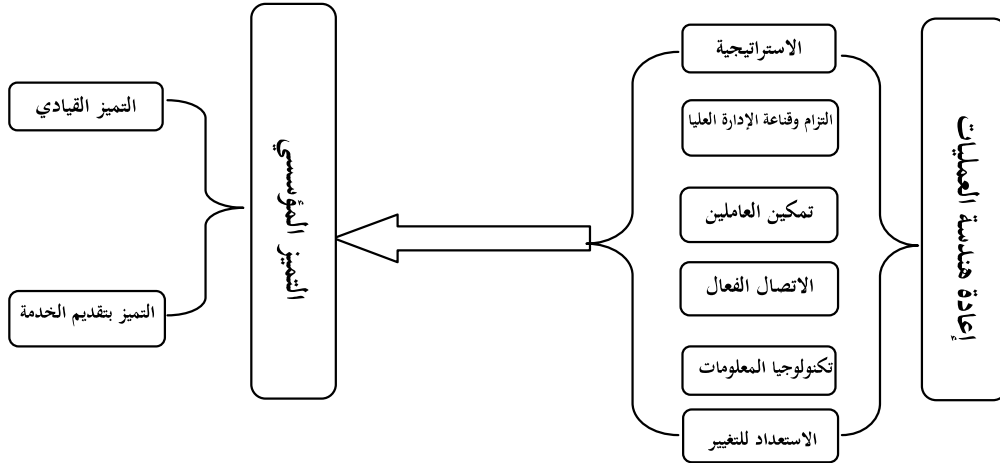 إعادة هندسة العمليات
الاستراتيجية
التزام وقناعة الإدارة العليا
تمكين العاملين
الاتصال الفعال
تكنولوجيا المعلومات
الاستعداد للتغيير
التميز المؤسسي
التميز القيادي
التميز بتقديم الخدمة